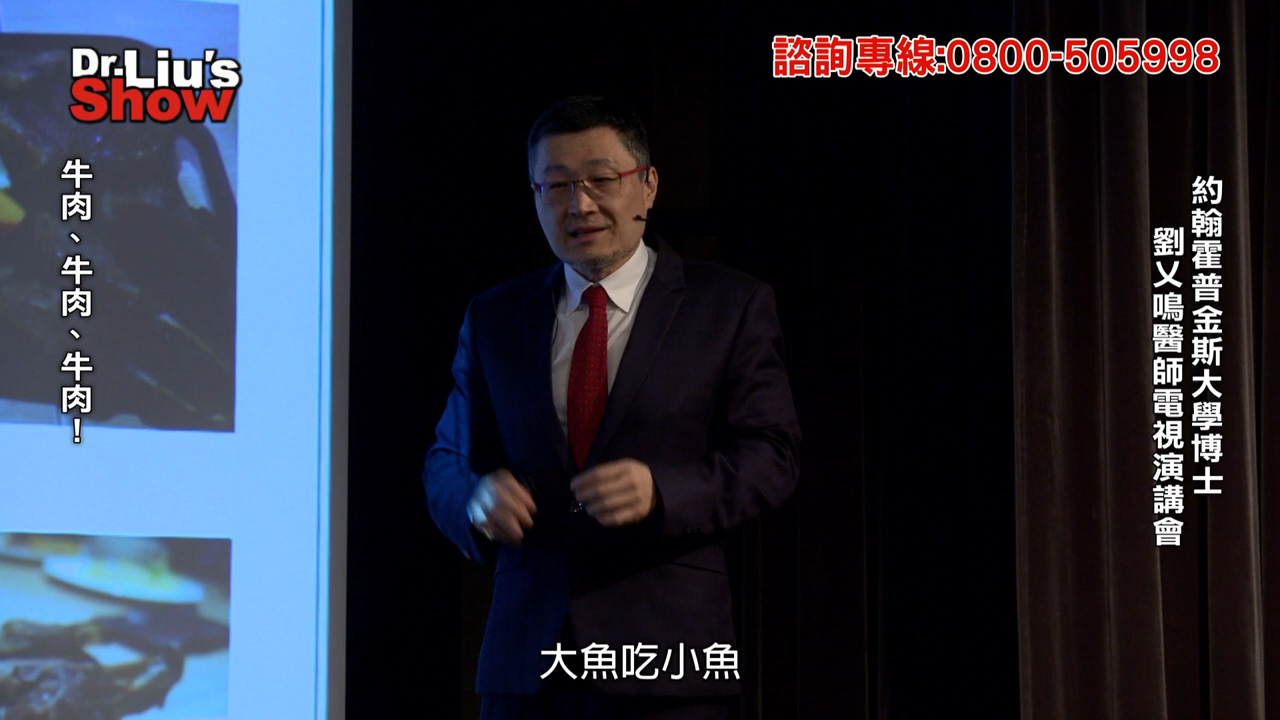 Dr.Liu's
Show
諮詢專線:0800-505998
牛肉、牛肉、牛肉！
約翰霍普金斯大學博士
劉乂鳴醫師電視演講會
大魚吃小魚